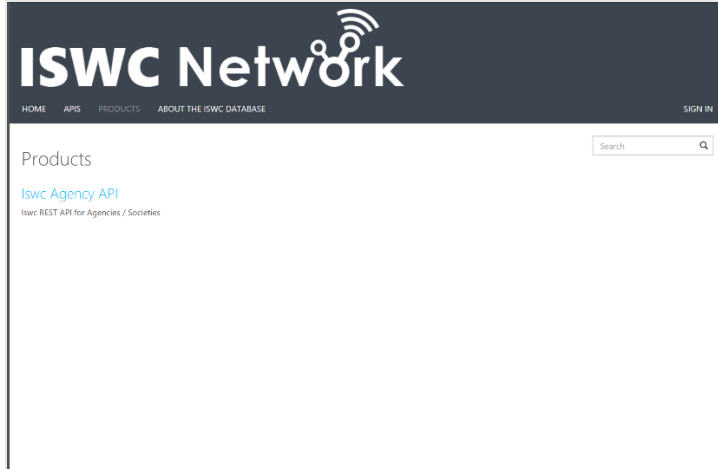 ISWC Network
HOME APIS PRODUCTS ABOUT THE ISWC DATABASE SIGN IN
Search
Products
Iswc Agency API
Iswc REST API for Agencies / Societies